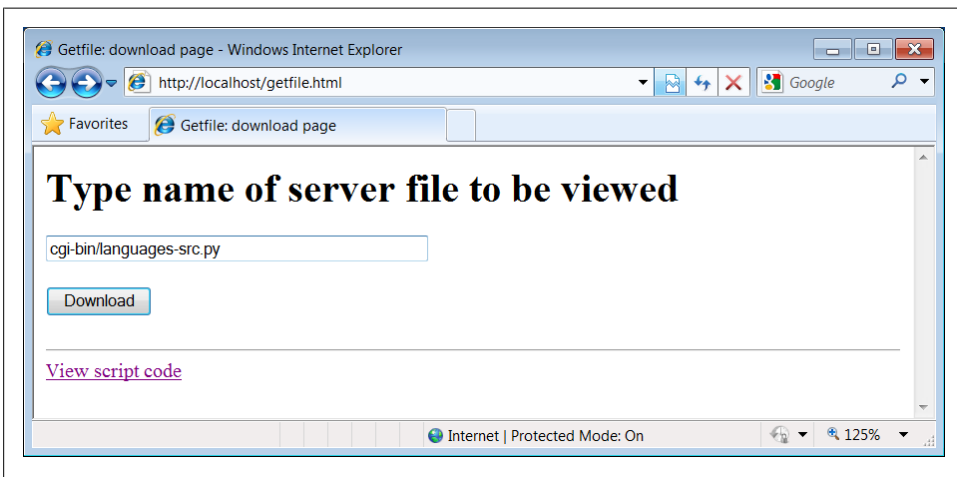 Getfile: download page - Windows Internet Explorer
http://localhost/getfile.html
Google
Favorites
Getfile: download page
Type name of server file to be viewed
cgi-bin/languages-src.py
Download
View script code
Internet | Protected Mode: On
125%